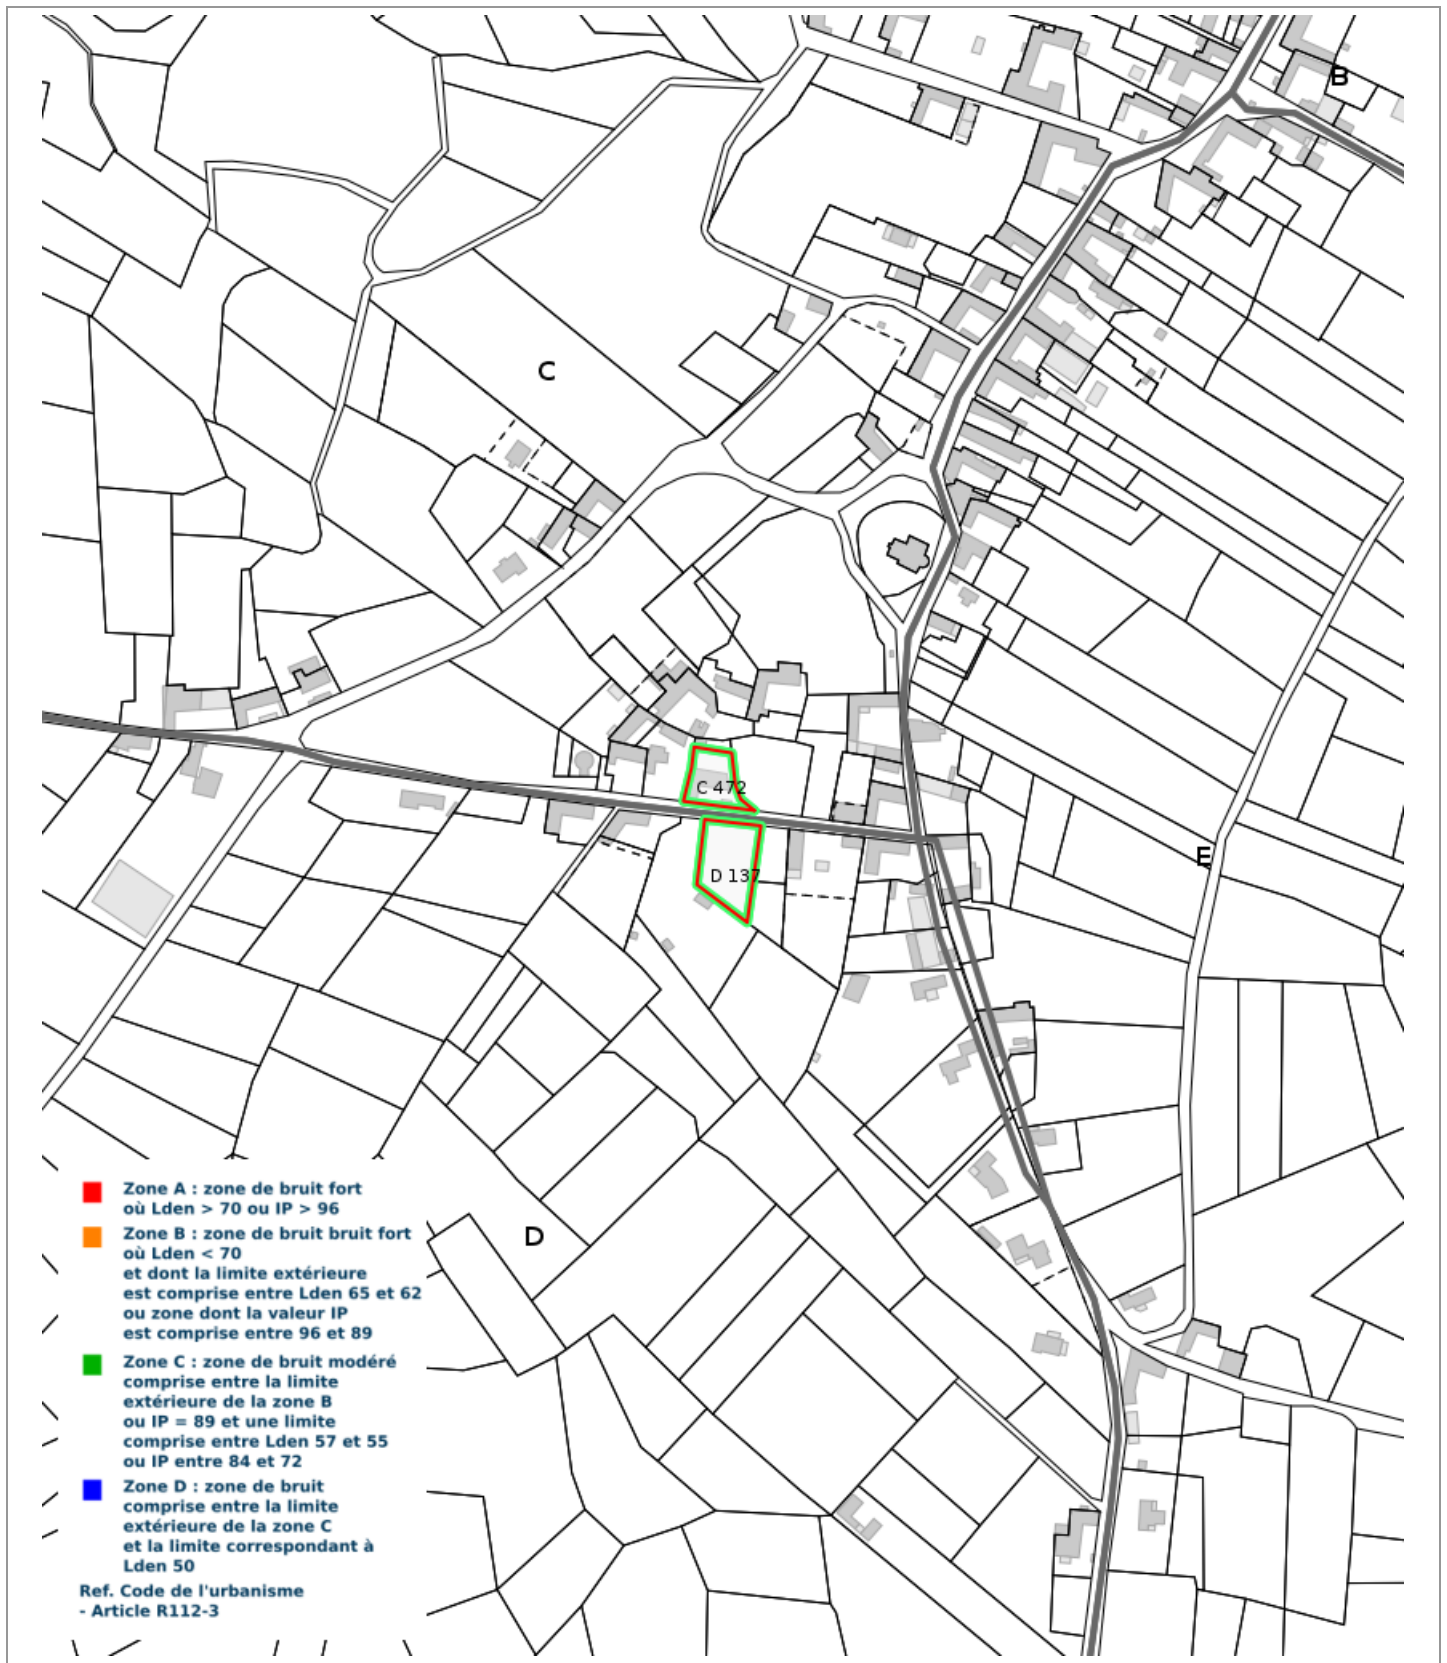 B
C
C 472
E
D 137
Zone A : zone de bruit fort
où Lden > 70 ou IP > 96
Zone B : zone de bruit bruit fort
où Lden < 70
et dont la limite extérieure
est comprise entre Lden 65 et 62
ou zone dont la valeur IP
est comprise entre 96 et 89
D
Zone C : zone de bruit modéré
comprise entre la limite
extérieure de la zone B
ou IP = 89 et une limite
comprise entre Lden 57 et 55
ou IP entre 84 et 72
Zone D : zone de bruit
comprise entre la limite
extérieure de la zone C
et la limite correspondant à
Lden 50
Ref. Code de l'urbanisme
- Article R112-3